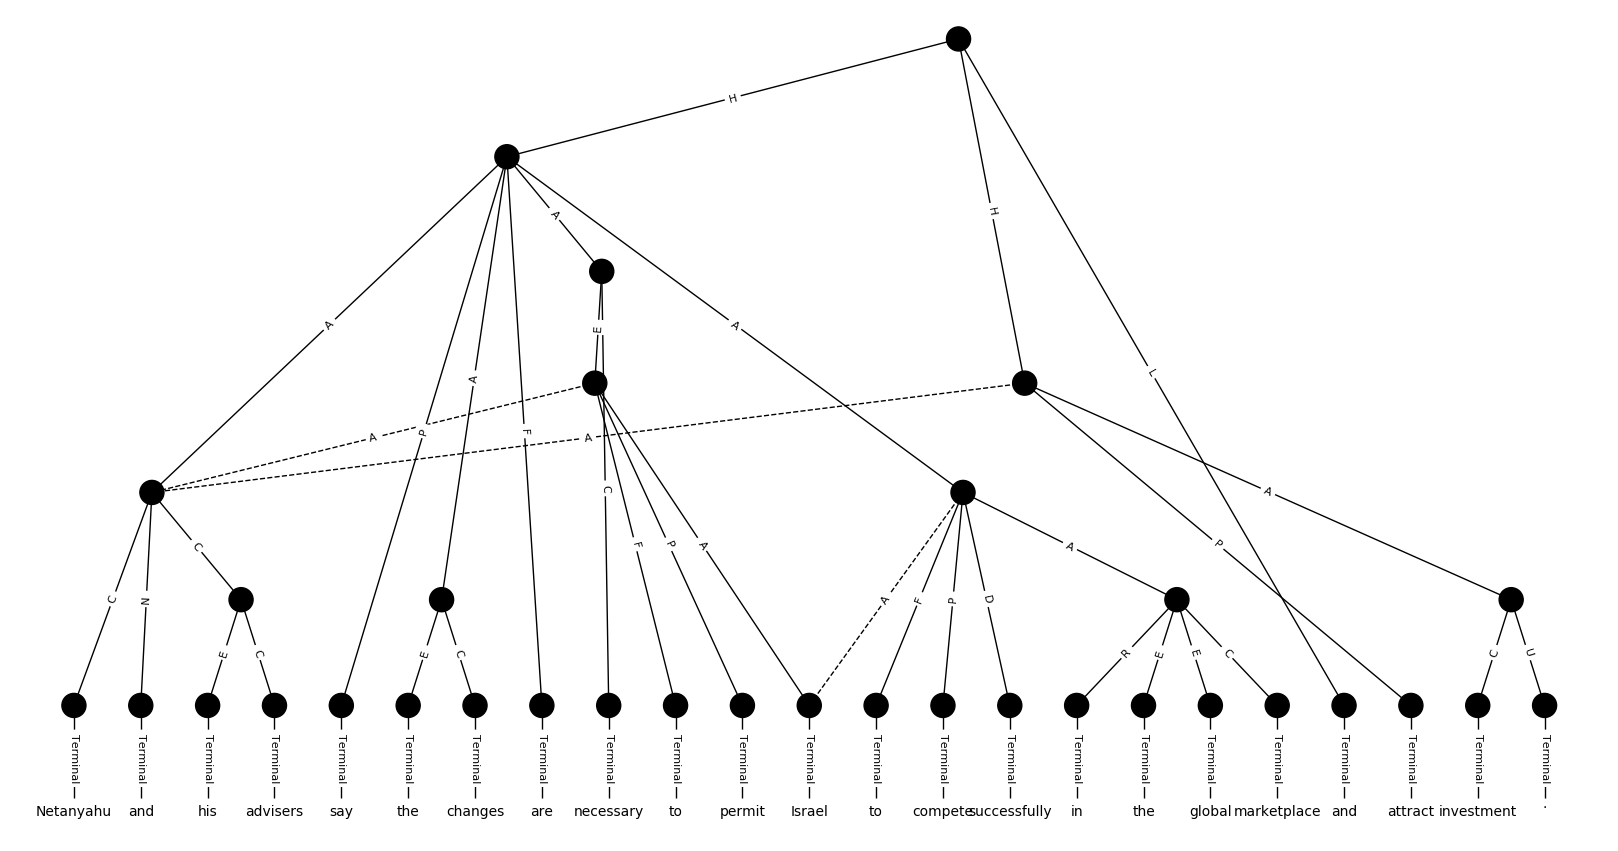 H
H
A
A
L
E
A
A
P
A
F
A
A
A
C
C
F
P
A
A
P
C
N
A
F
P
D
E
C
E
C
R
E
E
C
C
U
Terminal Terminal Terminal Terminal Terminal Terminal Terminal Terminal Terminal Terminal Terminal Terminal Terminal Terminal Terminal Terminal Terminal Terminal Terminal Terminal Terminal Terminal Terminal
Netanyahu and his advisers say the changes are necessary to permit Israel to compete successfully in the global marketplace and attract investment .